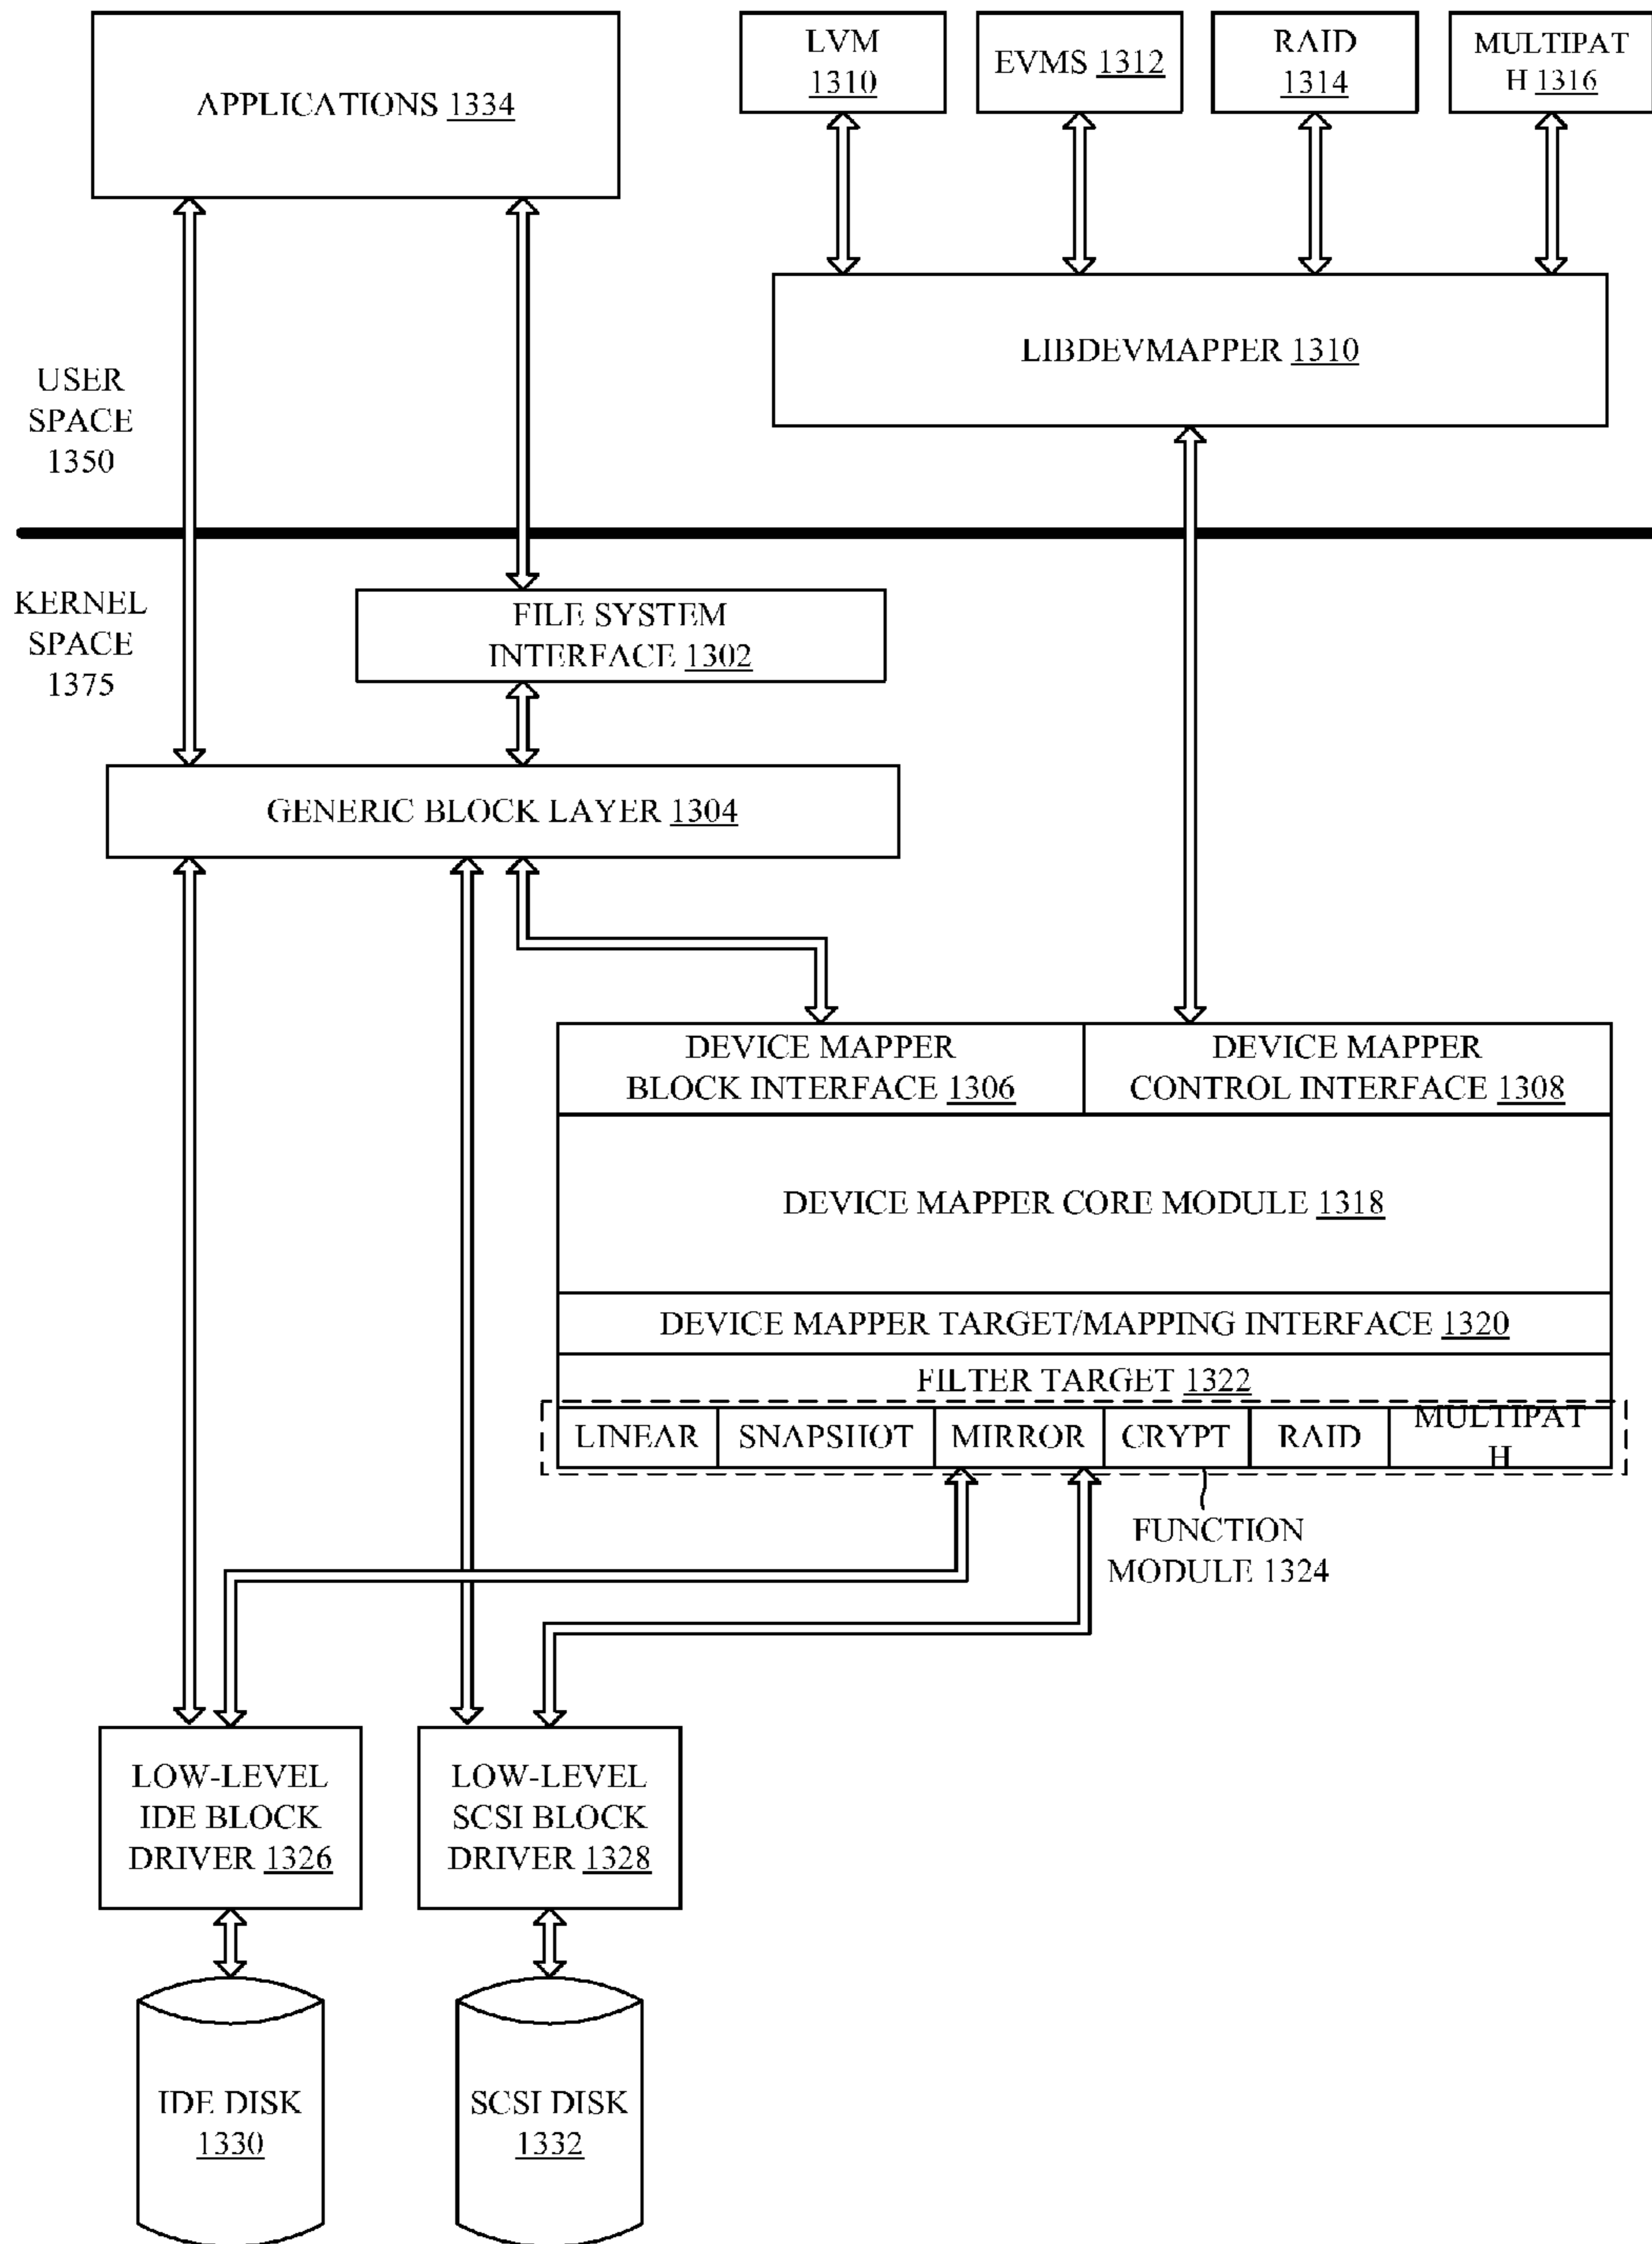 APPLICATIONS 1334
LVM
1310
EVMS 1312
RAID
1314
MULTIPAT
H 1316
LIBDEVMAPPER 1310
USER
SPACE
1350
KERNEL
SPACE
1375
FILE SYSTEM
INTERFACE 1302
GENERIC BLOCK LAYER 1304
DEVICE MAPPER
BLOCK INTERFACE 1306
DEVICE MAPPER
CONTROL INTERFACE 1308
DEVICE MAPPER CORE MODULE 1318
DEVICE MAPPER TARGET/MAPPING INTERFACE 1320
FILTER TARGET 1322
LINEAR
SNAPSHOT
MIRROR
CRYPT
RAID
MULTIPAT
H
FUNCTION
MODULE 1324
LOW-LEVEL
IDE BLOCK
DRIVER 1326
LOW-LEVEL
SCSI BLOCK
DRIVER 1328
IDE DISK
1330
SCSI DISK
1332